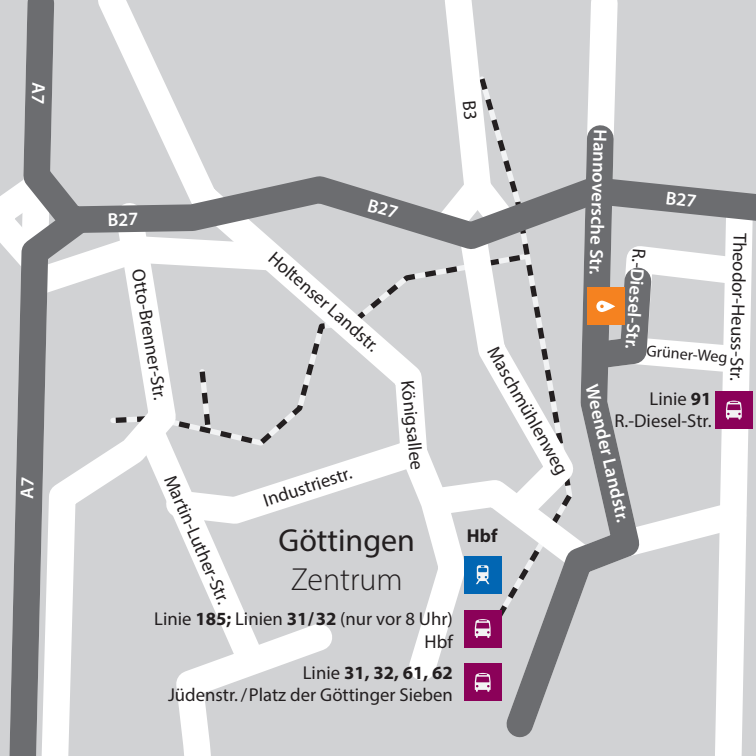 A7
B3
B27
B27
B27
Hannoversche Str.
Theodor-Heuss-Str.
R.-Diesel-Str.
Holtenser Landstr.
Otto-Brenner-Str.
Grüner-Weg
Maschmühlenweg
Königsallee
Weender Landstr.
Linie 91
R.-Diesel-Str.
A7
Industriestr.
Martin-Luther-Str.
Göttingen
Zentrum
Hbf
Linie 185; Linien 31/32 (nur vor 8 Uhr)
Hbf
Linie 31, 32, 61, 62
Jüdenstr./Platz der Göttinger Sieben